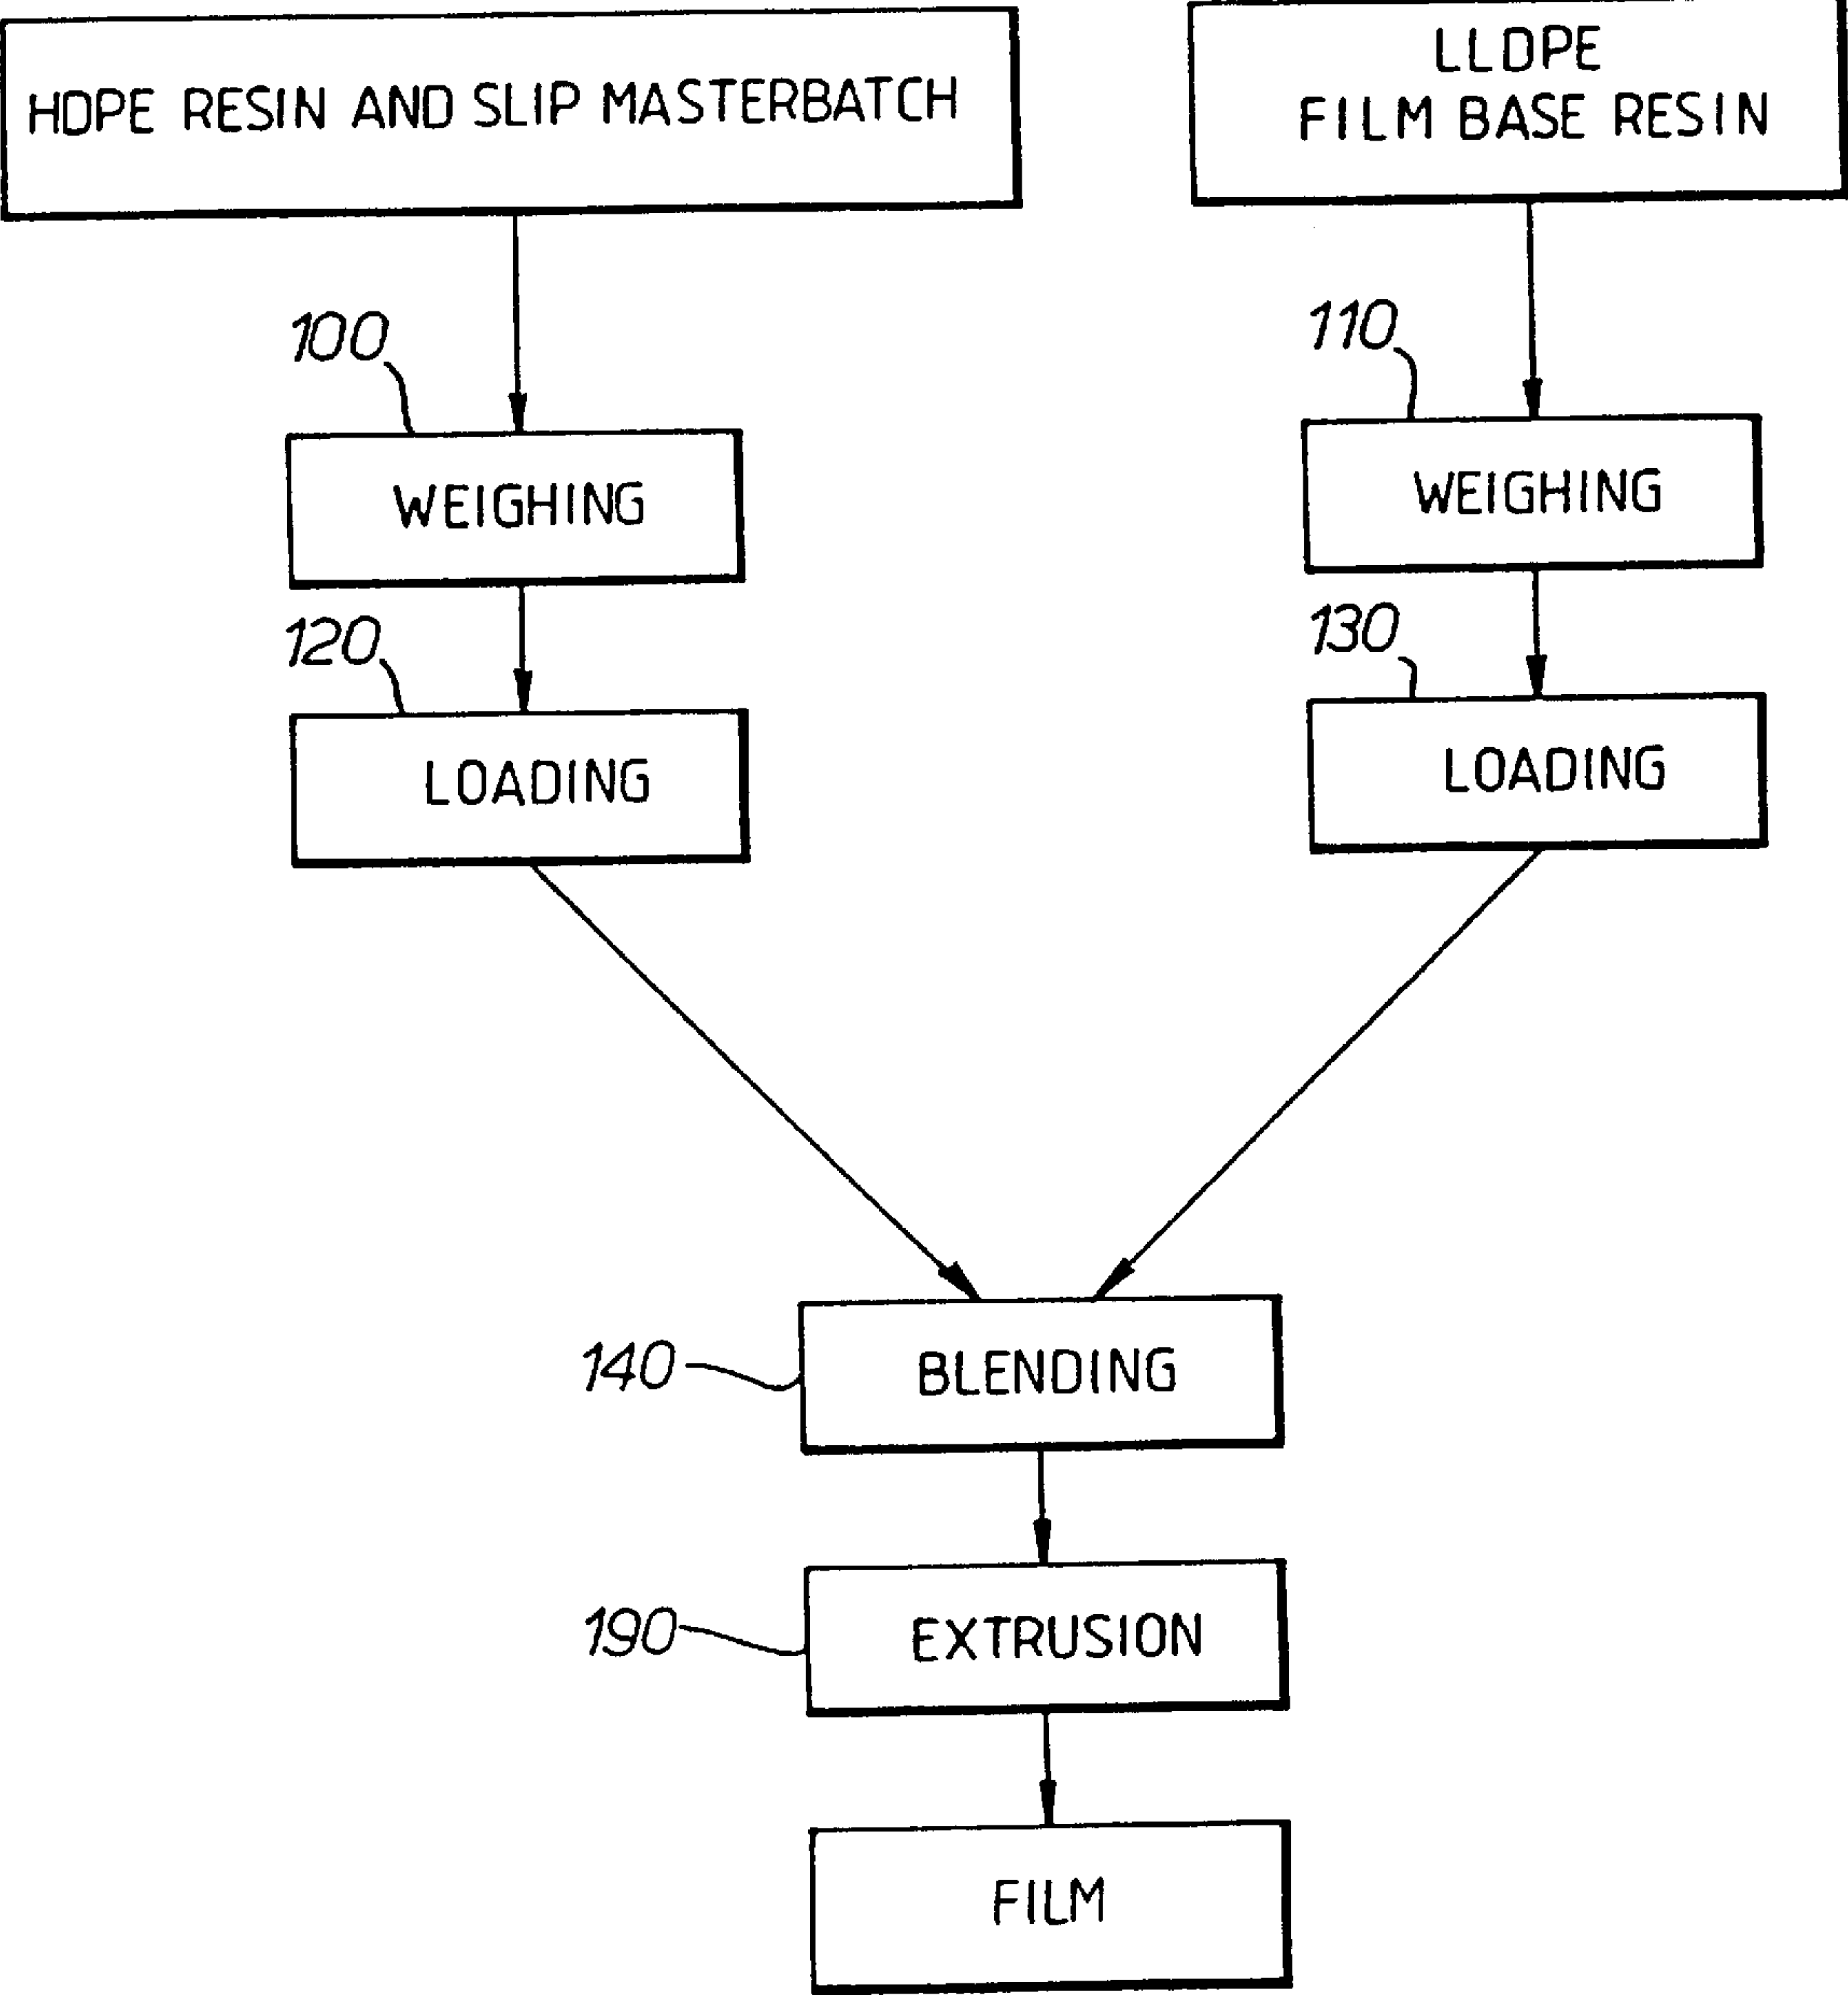 HDPE RESIN AND SLIP MASTERBATCH
LLDPE
FILM BASE RESIN
100
110
WEIGHING
WEIGHING
120
130
LOADING
LOADING
140
BLENDING
190
EXTRUSION
FILM